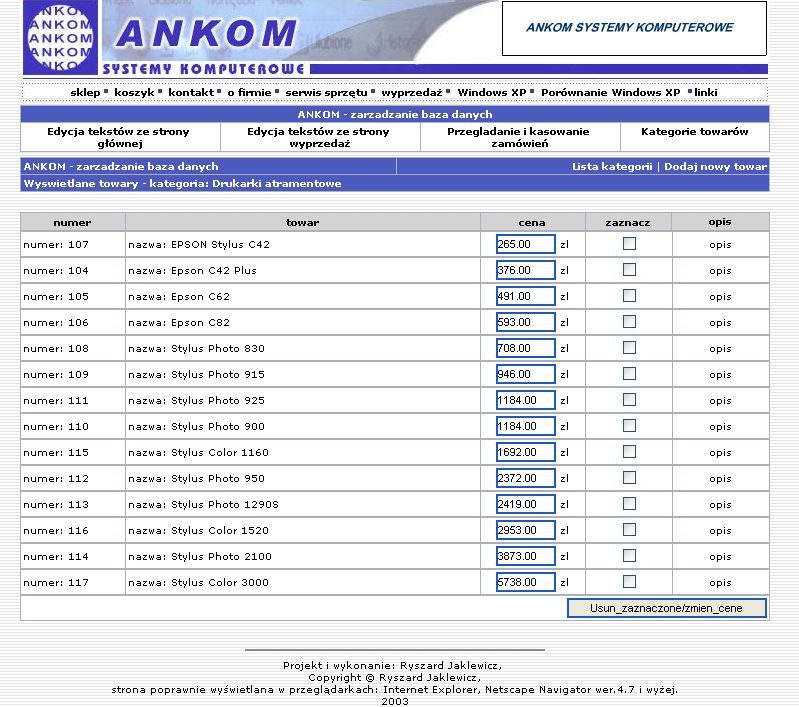 ANKOM
ANKOM
ANKOM
ANKOM
ANKOM
ANKOM
SYSTEMY KOMPUTEROWE
ANKOM SYSTEMY KOMPUTEROWE
sklep koszyk kontakt o firmie serwis sprzętu wyprzedaż Windows XP Porównanie Windows XP linki
ANKOM - zarzadzanie baza danych
Edycja tekstów ze strony głównej
Edycja tekstów ze strony wyprzedaż
Przegladanie i kasowanie zamówień
Kategorie towarów
ANKOM - zarzadzanie baza danych Lista kategorii | Dodaj nowy towar
Wyswietlane towary - kategoria: Drukarki atramentowe
numer towar cena zaznacz opis
numer: 107 nazwa: EPSON Stylus C42 265.00 zl opis
numer: 104 nazwa: Epson C42 Plus 376.00 zl opis
numer: 105 nazwa: Epson C62 491.00 zl opis
numer: 106 nazwa: Epson C82 593.00 zl opis
numer: 108 nazwa: Stylus Photo 830 708.00 zl opis
numer: 109 nazwa: Stylus Photo 915 946.00 zl opis
numer: 111 nazwa: Stylus Photo 925 1184.00 zl opis
numer: 110 nazwa: Stylus Photo 900 1184.00 zl opis
numer: 115 nazwa: Stylus Color 1160 1692.00 zl opis
numer: 112 nazwa: Stylus Photo 950 2372.00 zl opis
numer: 113 nazwa: Stylus Photo 1290S 2419.00 zl opis
numer: 116 nazwa: Stylus Color 1520 2953.00 zl opis
numer: 114 nazwa: Stylus Photo 2100 3873.00 zl opis
numer: 117 nazwa: Stylus Color 3000 5738.00 zl opis
Usun_zaznaczone/zmien_cene
Projekt i wykonanie: Ryszard Jaklewicz,
Copyright © Ryszard Jaklewicz,
strona poprawnie wyświetlana w przeglądarkach: Internet Explorer, Netscape Navigator wer.4.7 i wyżej.
2003